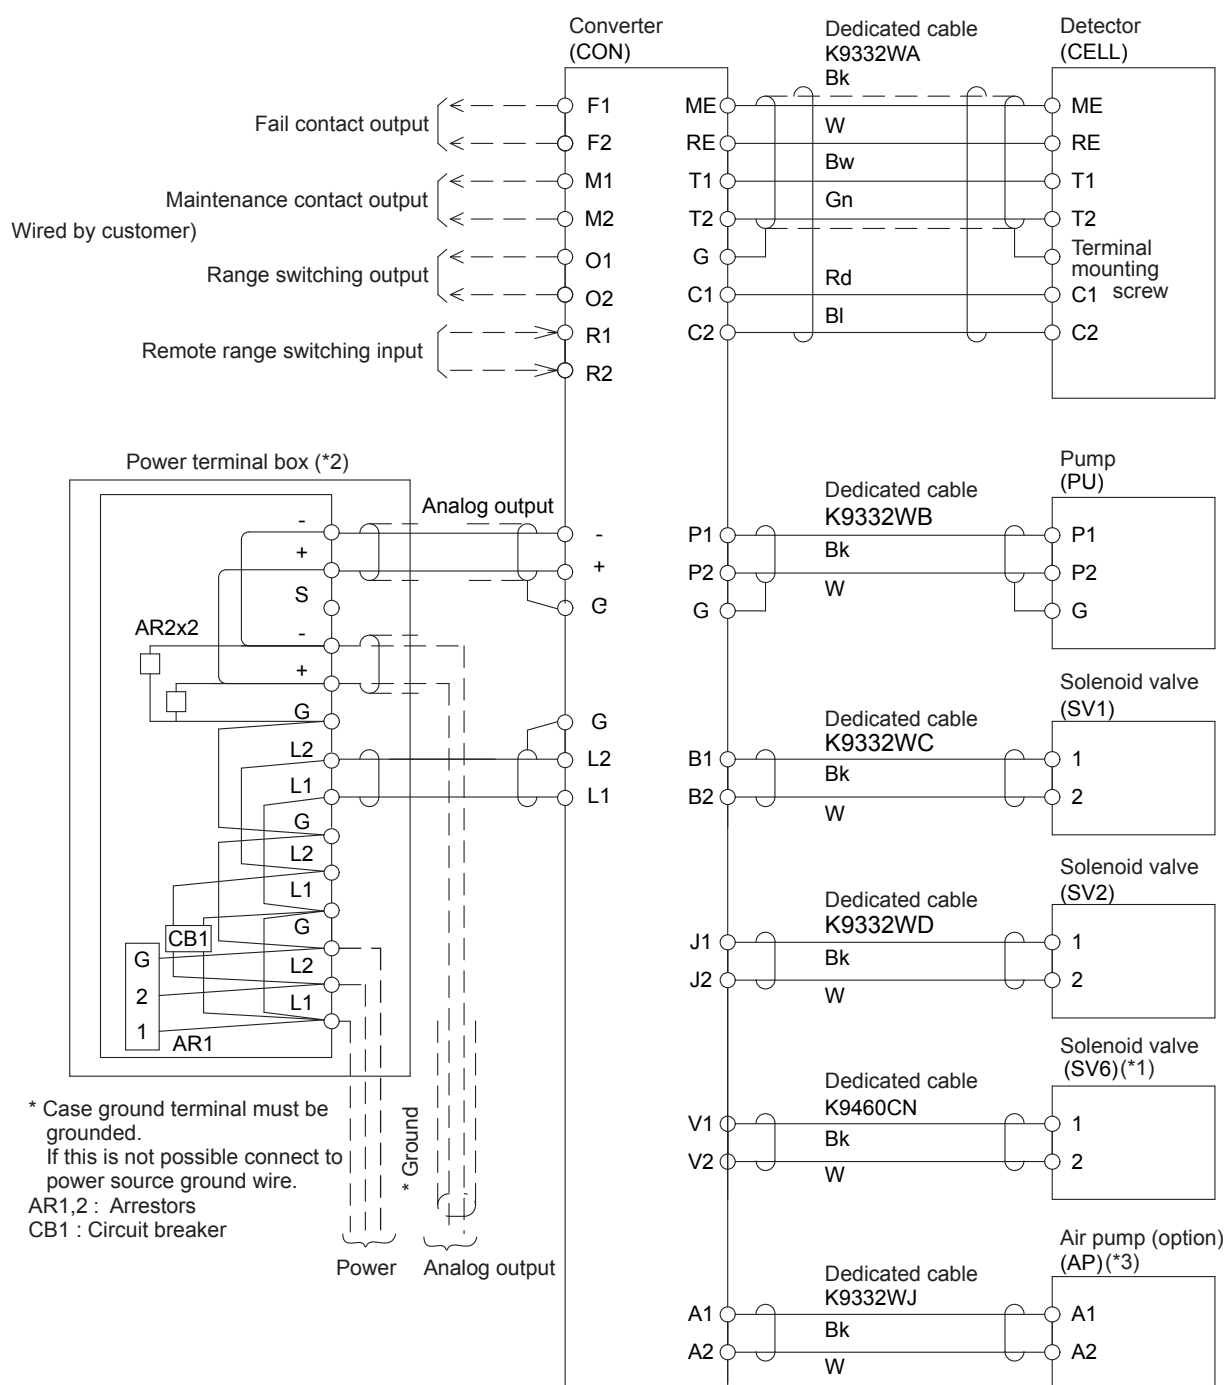 Converter
(CON)
Dedicated cable
K9332WA
Detector
(CELL)
Bk
W
Bw
Gn
Rd
Bl
Fail contact output
Maintenance contact output
Wired by customer)
Range switching output
Remote range switching input
F1
F2
M1
M2
O1
O2
R1
R2
ME
RE
T1
T2
G
C1
C2
ME
RE
T1
T2
Terminal
mounting
screw
C1
C2
Power terminal box (*2)
Analog output
-
+
S
-
+
G
L2
L1
G
L2
L1
G
L2
L1
AR2x2
CB1
G
2
1
AR1
-
+
G
G
L2
L1
Dedicated cable
K9332WB
Pump
(PU)
P1
P2
G
Bk
W
P1
P2
G
Dedicated cable
K9332WC
Solenoid valve
(SV1)
B1
B2
Bk
W
1
2
Dedicated cable
K9332WD
Solenoid valve
(SV2)
J1
J2
Bk
W
1
2
Dedicated cable
K9460CN
Solenoid valve
(SV6)(*1)
V1
V2
Bk
W
1
2
Dedicated cable
K9332WJ
Air pump (option)
(AP)(*3)
A1
A2
Bk
W
A1
A2
* Case ground terminal must be
grounded.
If this is not possible connect to
power source ground wire.
AR1,2 : Arrestors
CB1 : Circuit breaker
* Ground
Power
Analog output